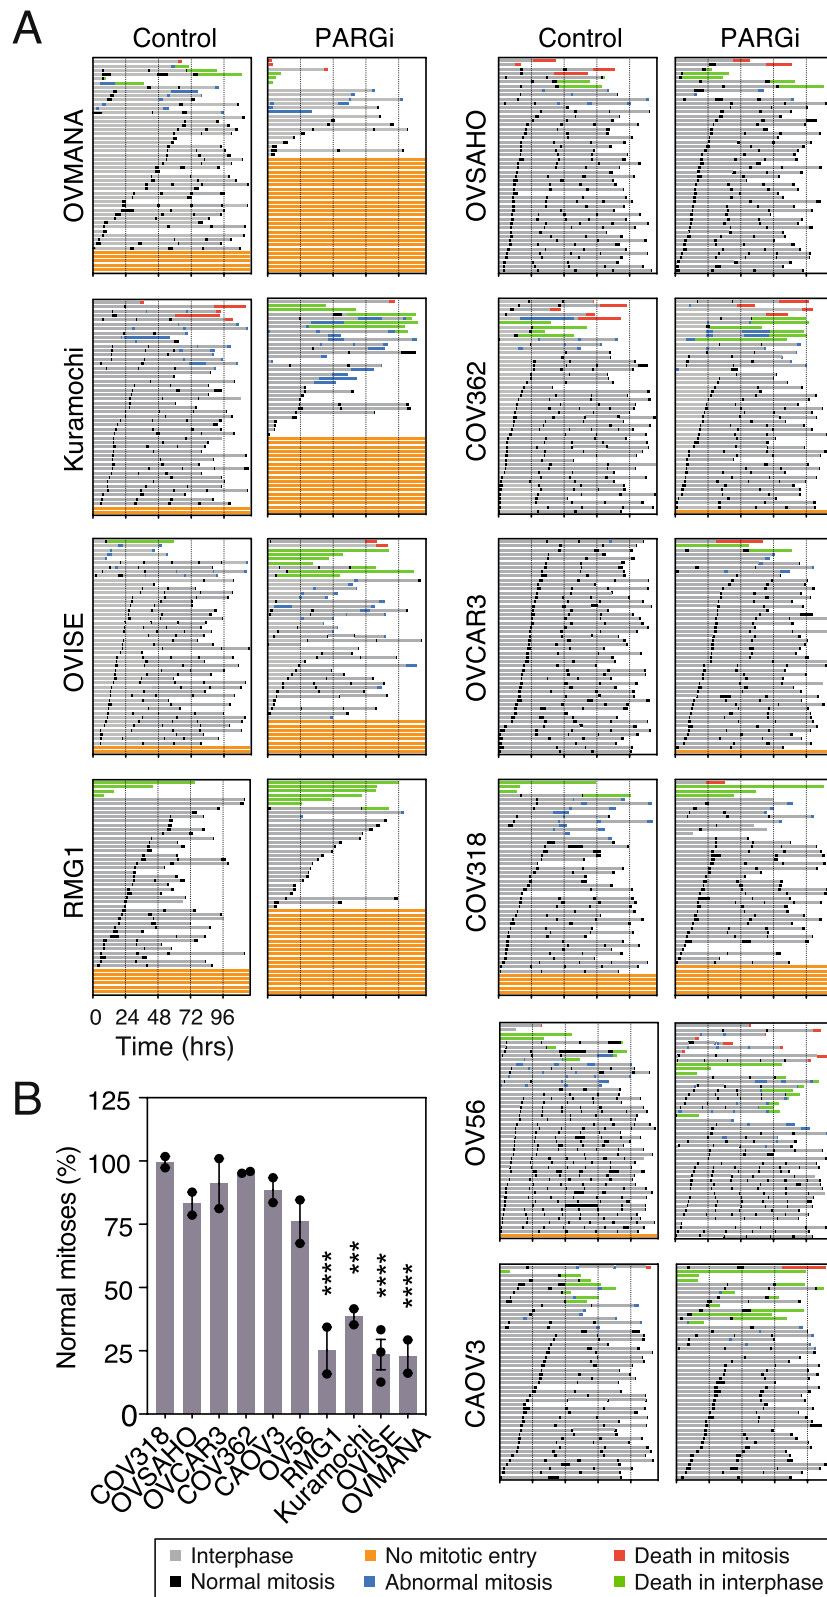 A
Control
PARGi
Control
PARGi
OVMANA
OVSAHO
Kuramochi
COV362
OVISE
OVCAR3
RMG1
COV318
0 24 48 72 96
Time (hrs)
OV56
CAOV3
B
Normal mitoses (%)
125
100
75
50
25
0
****
***
****
****
COV318
OVSAHO
OVCAR3
COV362
CAOV3
OV56
RMG1
Kuramochi
OVISE
OVMANA
Interphase
No mitotic entry
Death in mitosis
Normal mitosis
Abnormal mitosis
Death in interphase